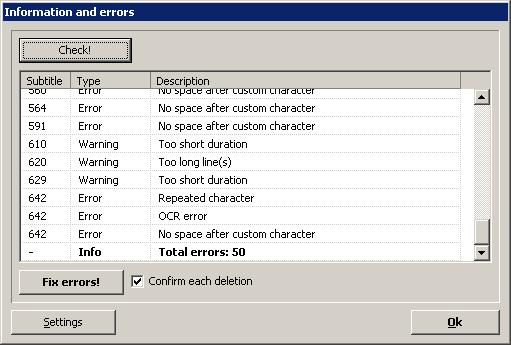 Information and errors
Check!
Subtitle Type Description
560 Error No space after custom character
564 Error No space after custom character
591 Error No space after custom character
610 Warning Too short duration
620 Warning Too long line(s)
629 Warning Too short duration
642 Error Repeated character
642 Error OCR error
642 Error No space after custom character
- Info Total errors: 50
Fix errors! Confirm each deletion
Settings Ok